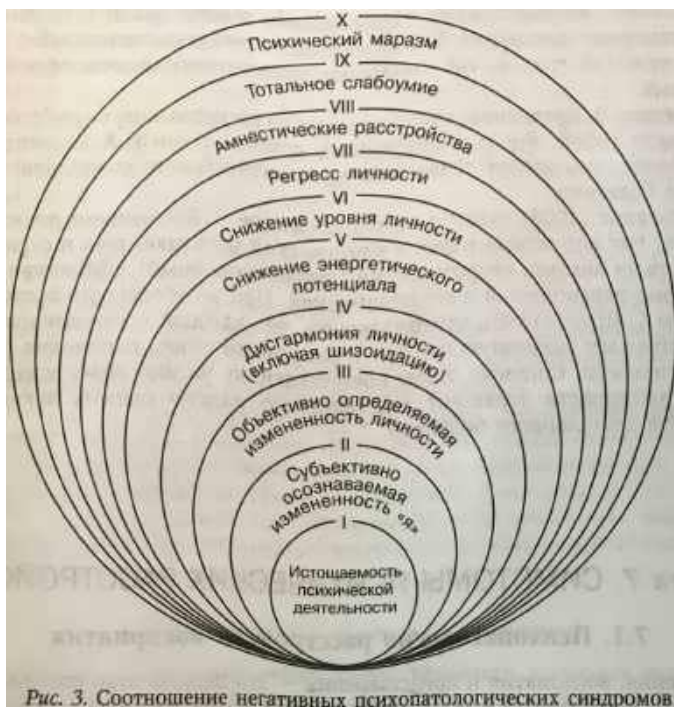 X
Психический маразм
IX
Тотальное слабоумие
VIII
Амнестические расстройства
VII
Регресс личности
VI
Снижение уровня личности
V
Снижение энергетического
потенциала
IV
Дисгармония личности
(включая шизоидацию)
III
Объективно определяемая
измененность личности
II
Субъективно
осознаваемая
измененность «я»
I
Истощаемость
психической
деятельности
Рис. 3. Соотношение негативных психопатологических синдромов